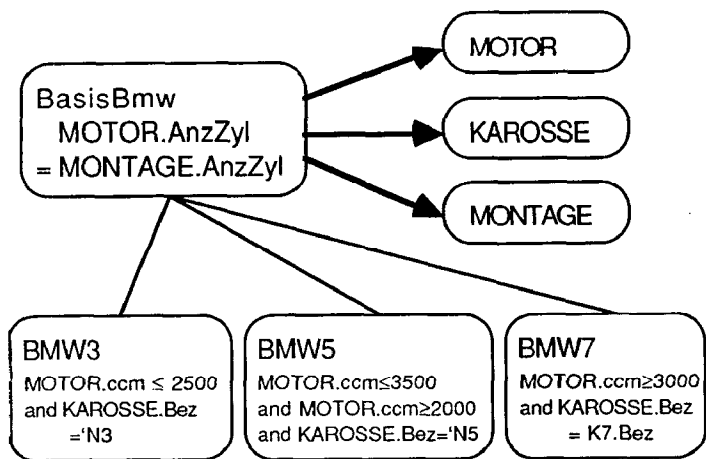 MOTOR
BasisBmw
MOTOR.AnzZyl
= MONTAGE.AnzZyl
KAROSSE
MONTAGE
BMW3
MOTOR.ccm ≤ 2500
and KAROSSE.Bez
=‘N3
BMW5
MOTOR.ccm≤3500
and MOTOR.ccm≥2000
and KAROSSE.Bez=‘N5
BMW7
MOTOR.ccm≥3000
and KAROSSE.Bez
= K7.Bez